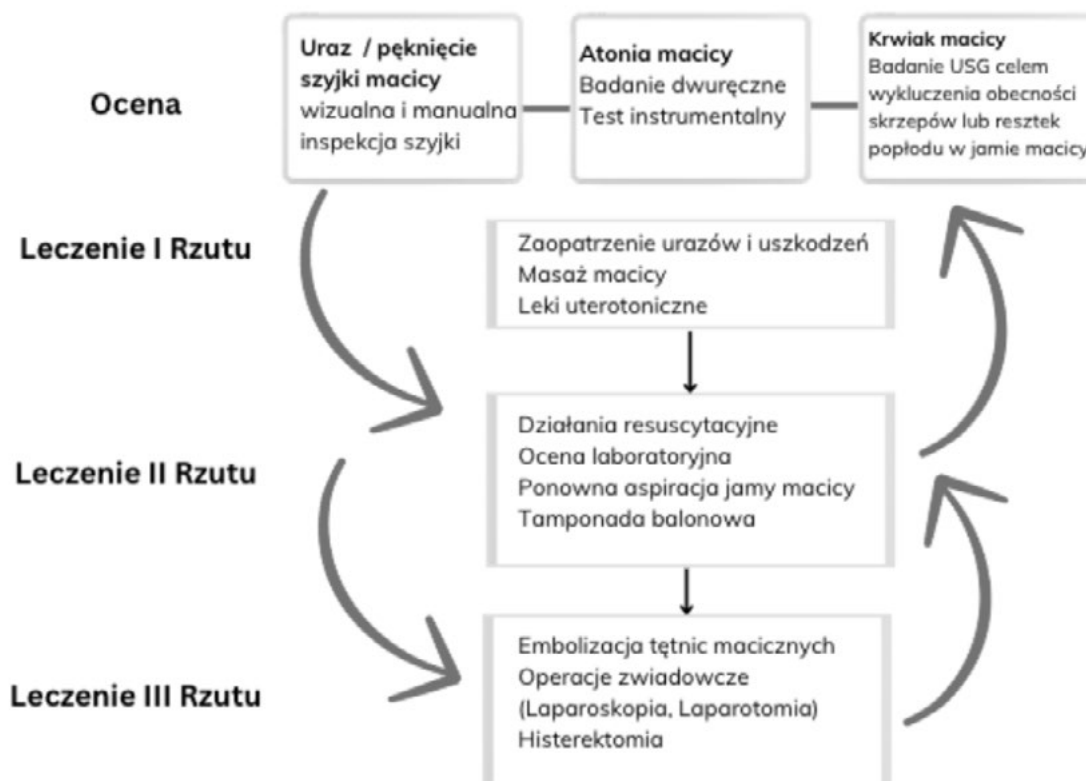 Ocena
Uraz / pęknięcie
szyjki macicy
wizualna i manualna
inspekcja szyjki
Atonia macicy
Badanie dwuręczne
Test instrumentalny
Krwiak macicy
Badanie USG celem
wykluczenia obecności
skrzepów lub resztek
popłodu w jamie macicy
Leczenie I Rzutu
Zaopatrzenie urazów i uszkodzeń
Masaż macicy
Leki uterotoniczne
Leczenie II Rzutu
Działania resuscytacyjne
Ocena laboratoryjna
Ponowna aspiracja jamy macicy
Tamponada balonowa
Leczenie III Rzutu
Embolizacja tętnic macicznych
Operacje zwiadowcze
(Laparoskopia, Laparotomia)
Histerektomia